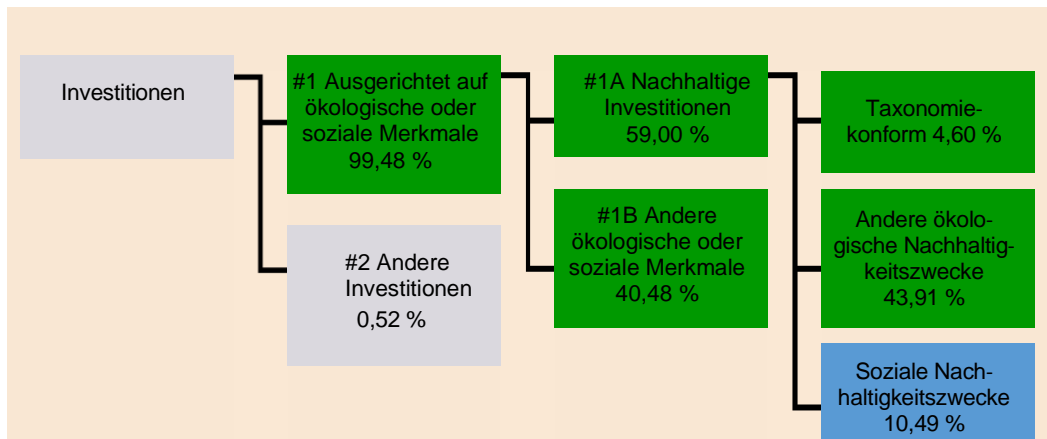 Investitionen
#1 Ausgerichtet auf
ökologische oder
soziale Merkmale
99,48 %
#2 Andere
Investitionen
0,52 %
#1A Nachhaltige
Investitionen
59,00 %
#1B Andere
ökologische oder
soziale Merkmale
40,48 %
Taxonomie-
konform 4,60 %
Andere ökolo-
gische Nachhaltig-
keitszwecke
43,91 %
Soziale Nach-
haltigkeitszwecke
10,49 %